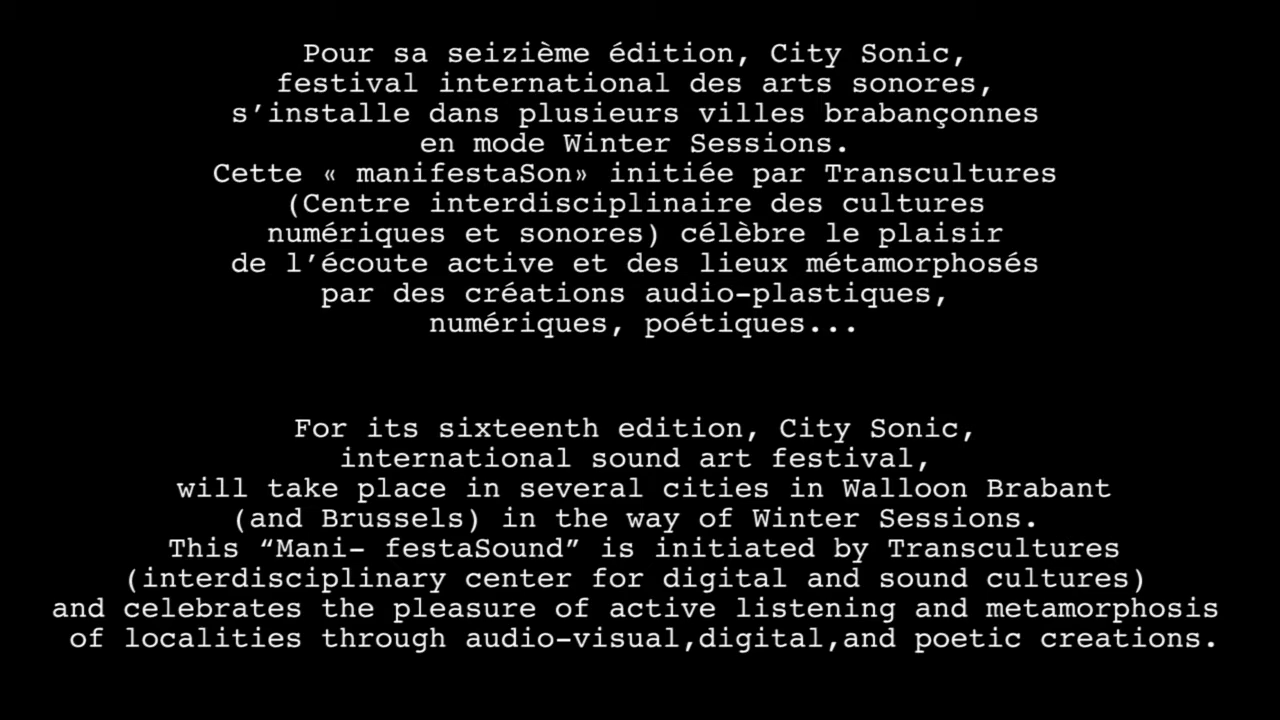 Pour sa seizième édition, City Sonic,
festival international des arts sonores,
s’installe dans plusieurs villes brabançonnes
en mode Winter Sessions.
Cette « manifestaSon» initiée par Transcultures
(Centre interdisciplinaire des cultures
numériques et sonores) célèbre le plaisir
de l’écoute active et des lieux métamorphosés
par des créations audio-plastiques,
numériques, poétiques...
For its sixteenth edition, City Sonic,
international sound art festival,
will take place in several cities in Walloon Brabant
(and Brussels) in the way of Winter Sessions.
This “Mani- festaSound” is initiated by Transcultures
(interdisciplinary center for digital and sound cultures)
and celebrates the pleasure of active listening and metamorphosis
of localities through audio-visual,digital,and poetic creations.